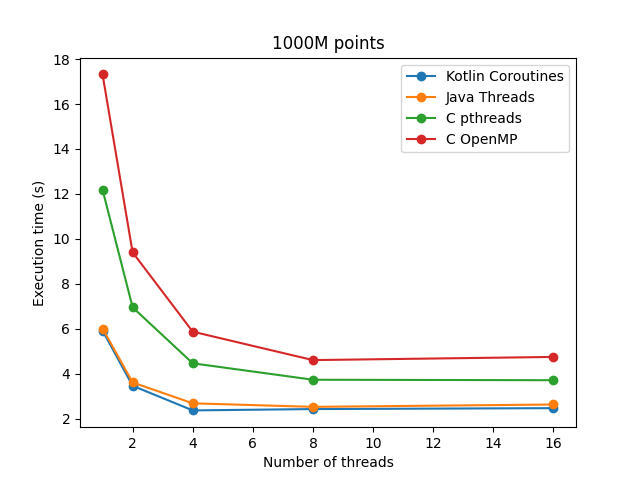 1000M points
Kotlin Coroutines
Java Threads
C pthreads
C OpenMP
Execution time (s)
18
16
14
12
10
8
6
4
2
2 4 6 8 10 12 14 16
Number of threads